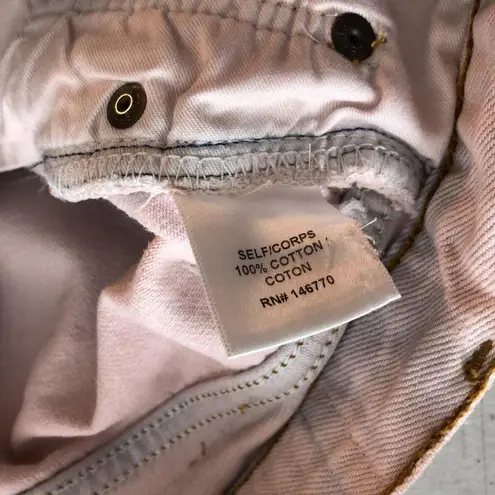 SELF/CORPS
100% COTTON
COTON
RN# 146770